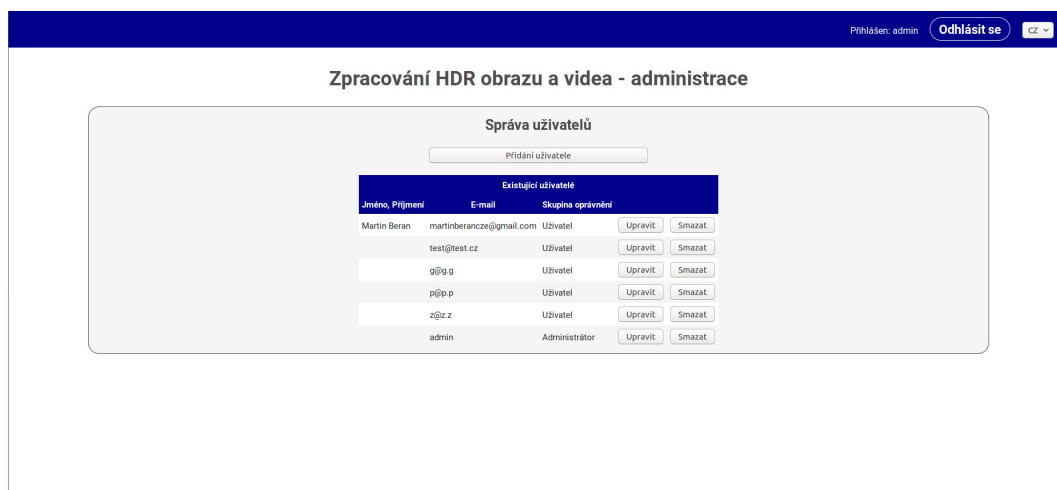 Přihlášen: admin Odhlásit se CZ
Zpracování HDR obrazu a videa - administrace
Správa uživatelů
Přidání uživatele
Existující uživatelé
Jméno, Příjmení E-mail Skupina oprávnění
Martin Beran martinberancze@gmail.com Uživatel Upravit Smazat
test@test.cz Uživatel Upravit Smazat
g@g.g Uživatel Upravit Smazat
p@p.p Uživatel Upravit Smazat
z@z.z Uživatel Upravit Smazat
admin Administrátor Upravit Smazat